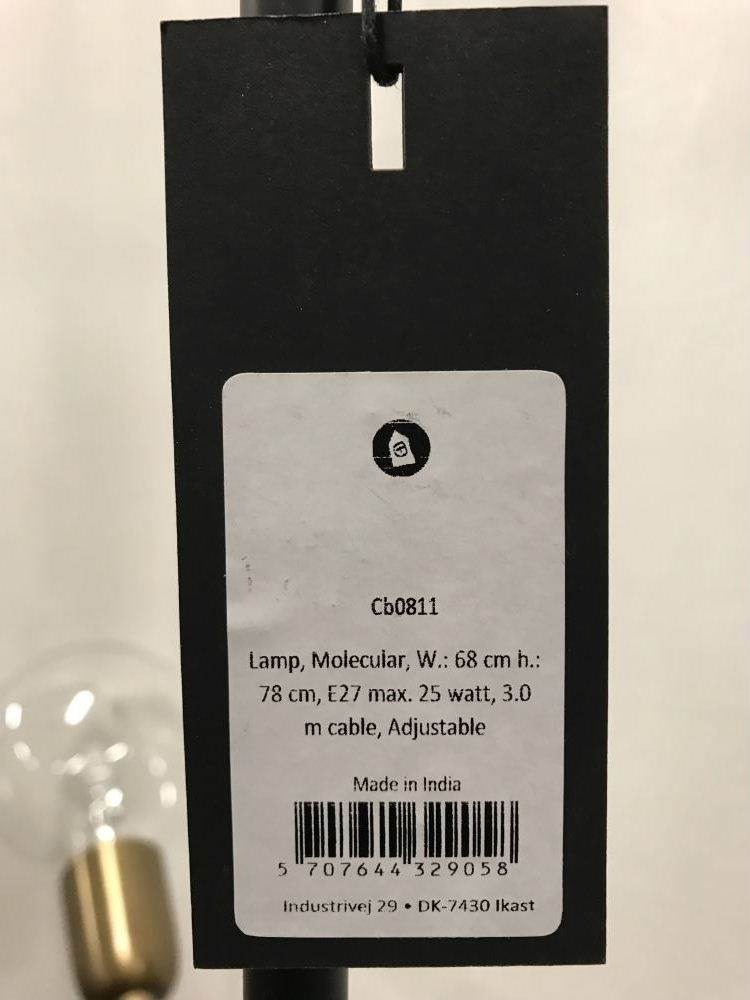 Cb0811
Lamp, Molecular, W.: 68 cm h.:
78 cm, E27 max. 25 watt, 3.0
m cable, Adjustable
Made in India
5 707644 329058
Industrivej 29 • DK-7430 Ikast